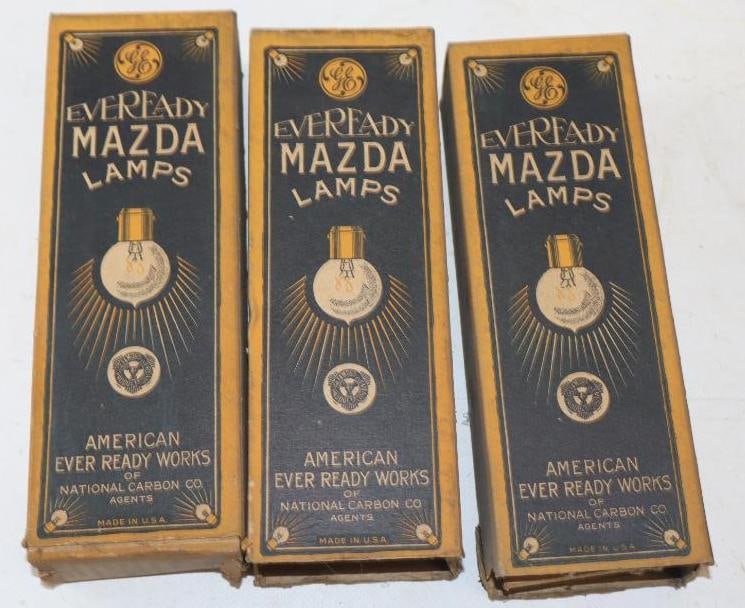 GE
EVEREADY
MAZDA
LAMPS
AMERICAN
EVER READY WORKS
OF
NATIONAL CARBON CO
AGENTS
MADE IN U.S.A.
GE
EVEREADY
MAZDA
LAMPS
AMERICAN
EVER READY WORKS
OF
NATIONAL CARBON CO
AGENTS
MADE IN U.S.A.
GE
EVEREADY
MAZDA
LAMPS
AMERICAN
EVER READY WORKS
OF
NATIONAL CARBON CO
AGENTS
MADE IN U.S.A.